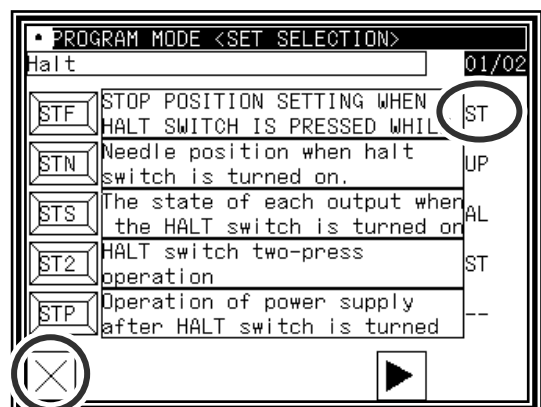 PROGRAM MODE <SET SELECTION>
Halt 01/02
STF STOP POSITION SETTING WHEN ST
HALT SWITCH IS PRESSED WHIL
STN Needle position when halt UP
switch is turned on.
STS The state of each output when AL
the HALT switch is turned on
ST2 HALT switch two-press ST
operation
STP Operation of power supply --
after HALT switch is turned